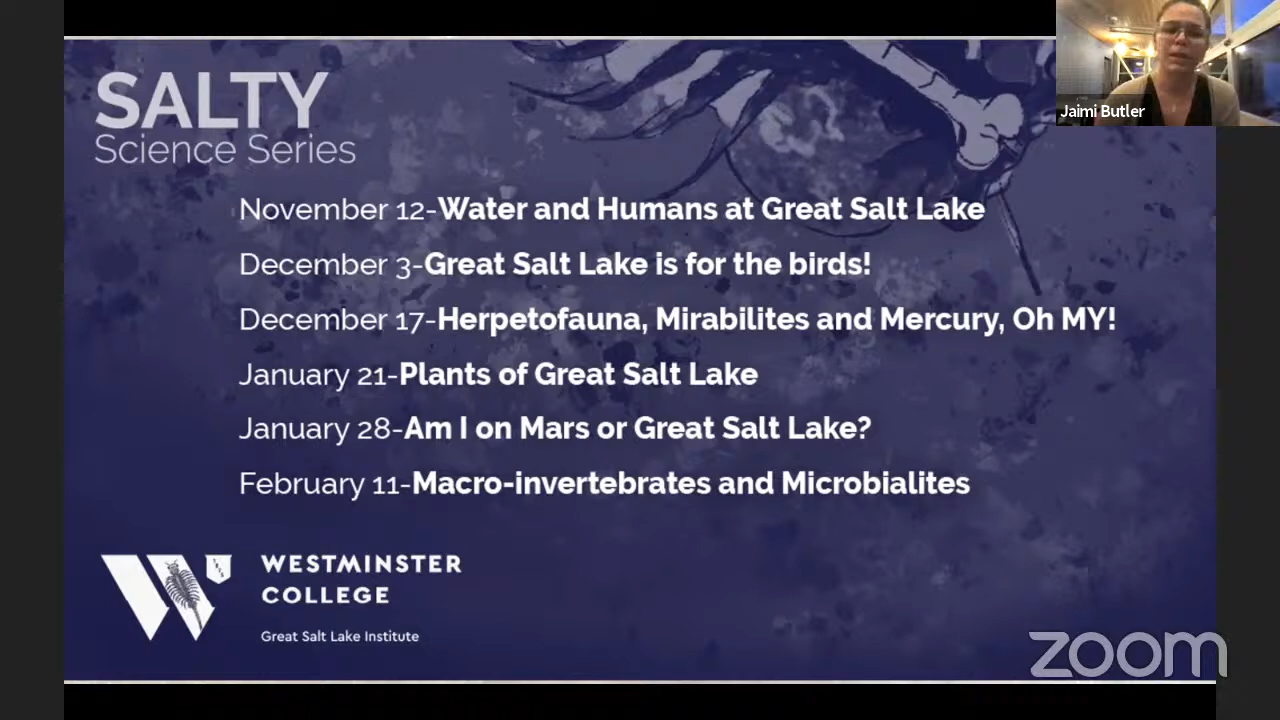 SALTY
Science Series
Jaimi Butler
November 12-Water and Humans at Great Salt Lake
December 3-Great Salt Lake is for the birds!
December 17-Herpetofauna, Mirabilites and Mercury, Oh MY!
January 21-Plants of Great Salt Lake
January 28-Am I on Mars or Great Salt Lake?
February 11-Macro-invertebrates and Microbialites
WESTMINSTER
COLLEGE
Great Salt Lake Institute
zoom